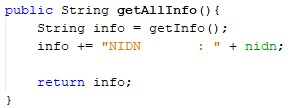 public String getAllInfo(){
    String info = getInfo();
    info += "NIDN       : " + nidn;

    return info;
}